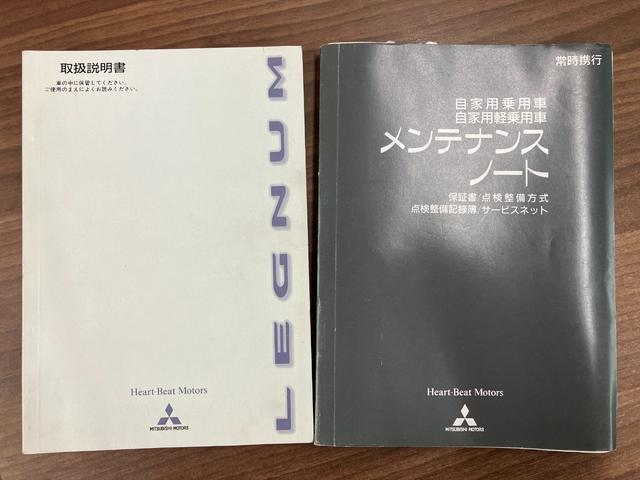 取扱説明書
車の中に保管してください。
ご使用のまえによくお読みください。
LEGNUM
Heart-Beat Motors
MITSUBISHI MOTORS
常時携行
自家用乗用車
自家用軽乗用車
メンテナンス
ノート
保証書/点検整備方式
点検整備記録簿/サービスネット
Heart-Beat Motors
MITSUBISHI MOTORS